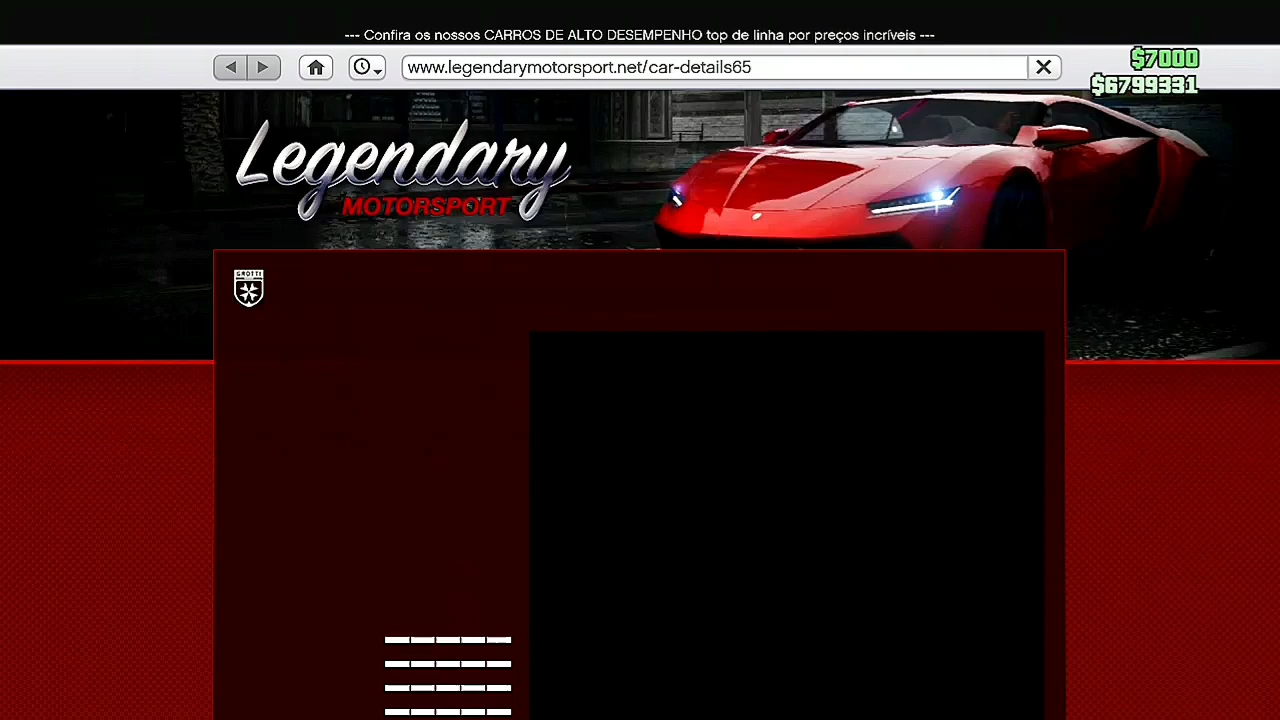 --- Confira os nossos CARROS DE ALTO DESEMPENHO top de linha por preços incríveis ---
www.legendarymotorsport.net/car-details65
$7000
$6799331
Legendary
MOTORSPORT
GROTTI